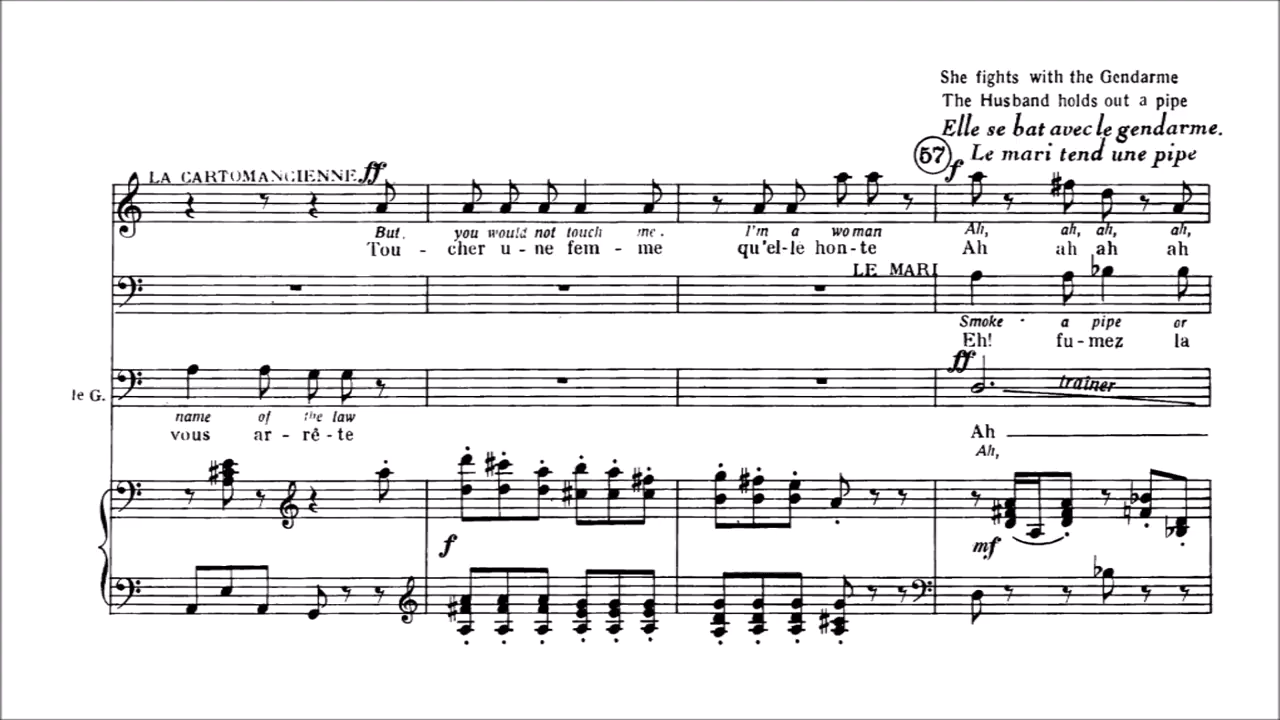 She fights with the Gendarme
The Husband holds out a pipe
Elle se bat avec le gendarme.
57 f Le mari tend une pipe
LA CARTOMANCIENNE ff
But, you would not touch me. I'm a woman Ah, ah, ah, ah,
Tou - cher u - ne fem - me qu'el-le hon-te Ah ah ah ah
LE MARI
Smoke - a pipe or
Eh! fu-mez la
ff
le G. trainer
name of the law
vous ar - rê - te Ah
Ah,
f mf